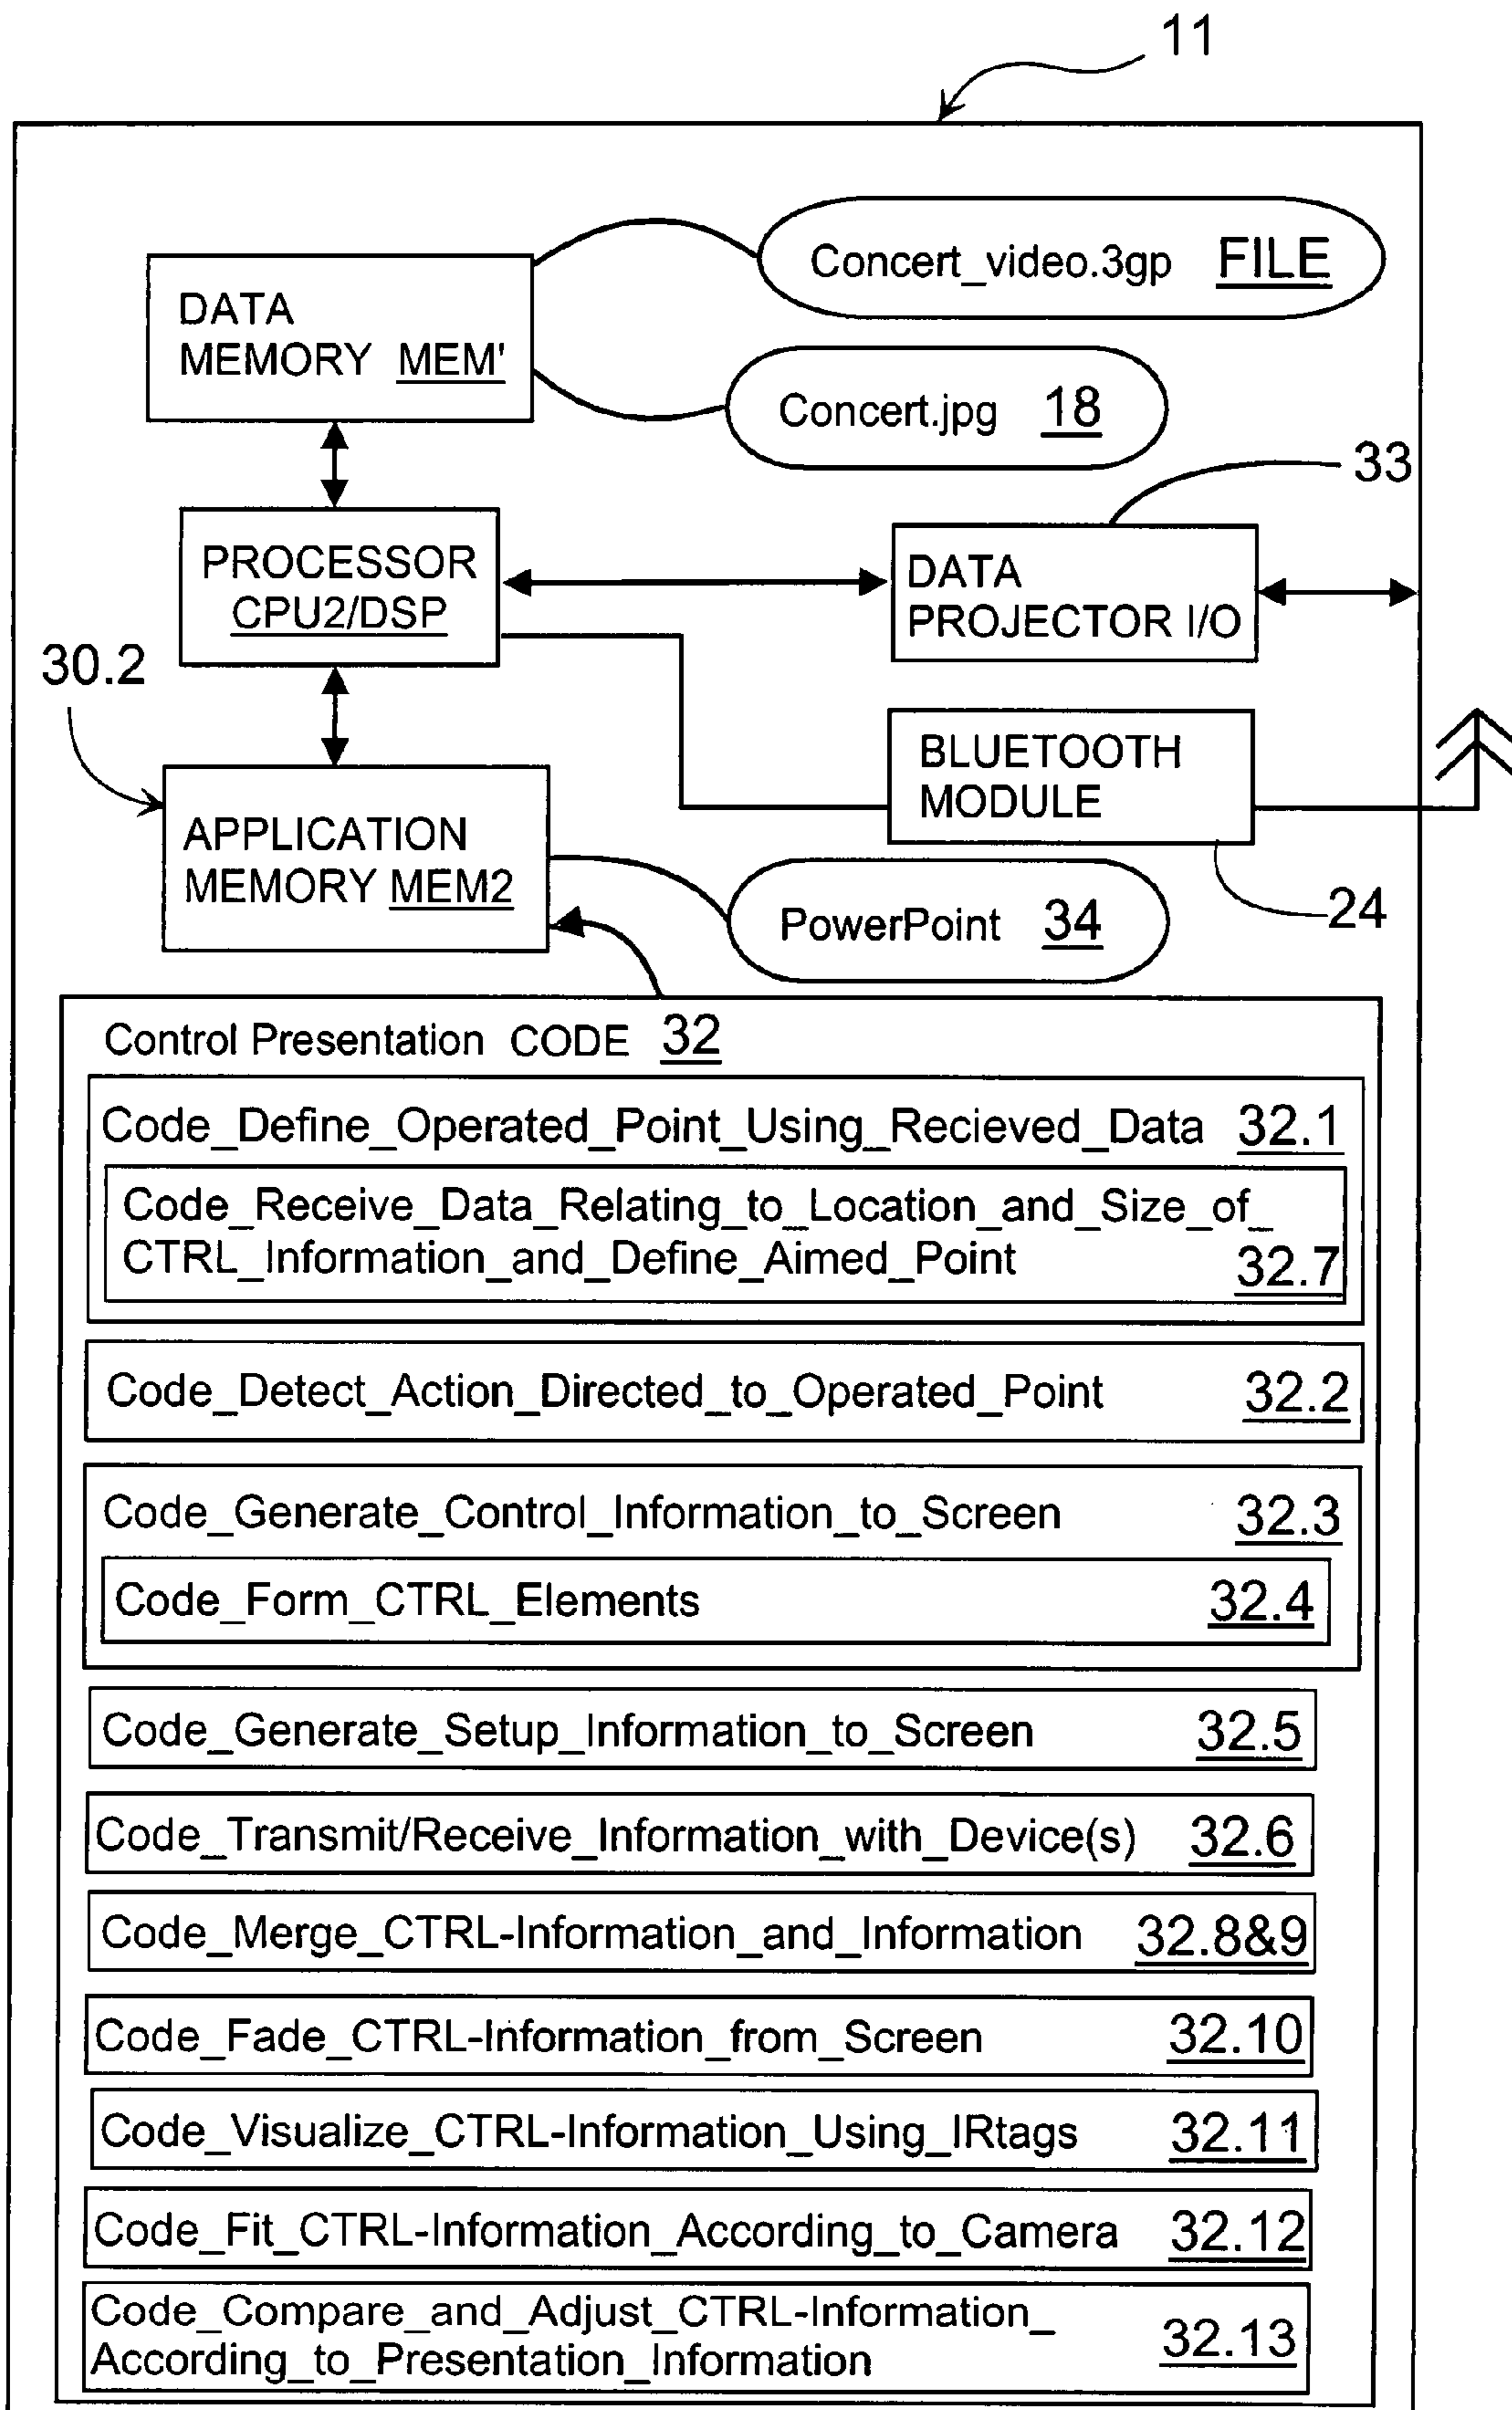 11
Concert_video.3gp FILE
DATA
MEMORY MEM'
Concert.jpg 18
33
PROCESSOR
CPU2/DSP
DATA
PROJECTOR I/O
30.2
BLUETOOTH
MODULE
APPLICATION
MEMORY MEM2
24
PowerPoint 34
Control Presentation CODE 32
Code_Define_Operated_Point_Using_Recieved_Data 32.1
Code_Receive_Data_Relating_to_Location_and_Size_of_
CTRL_Information_and_Define_Aimed_Point 32.7
Code_Detect_Action_Directed_to_Operated_Point 32.2
Code_Generate_Control_Information_to_Screen 32.3
Code_Form_CTRL_Elements 32.4
Code_Generate_Setup_Information_to_Screen 32.5
Code_Transmit/Receive_Information_with_Device(s) 32.6
Code_Merge_CTRL-Information_and_Information 32.8&9
Code_Fade_CTRL-Information_from_Screen 32.10
Code_Visualize_CTRL-Information_Using_IRtags 32.11
Code_Fit_CTRL-Information_According_to_Camera 32.12
Code_Compare_and_Adjust_CTRL-Information_
According_to_Presentation_Information 32.13